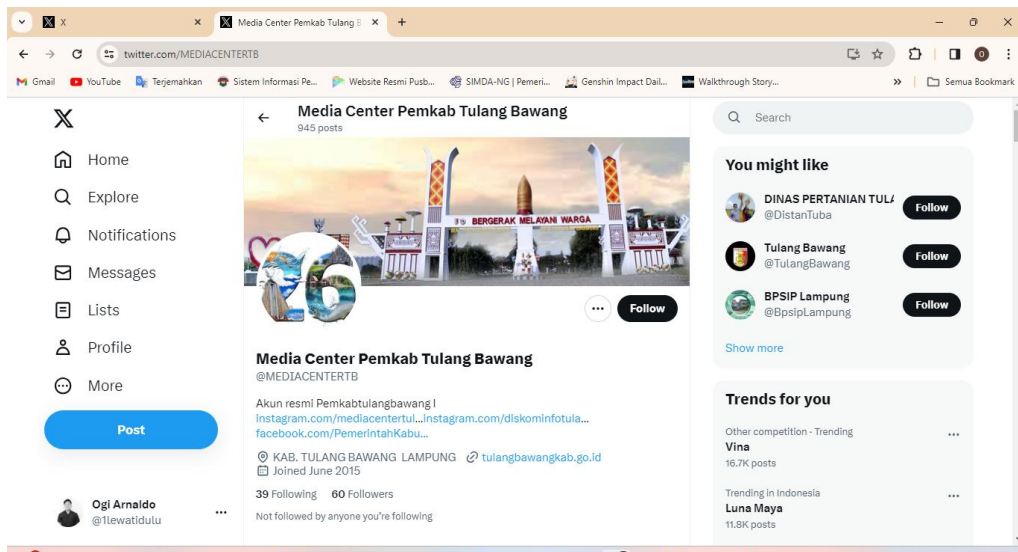 X
Media Center Pemkab Tulang B
twitter.com/MEDIACENTERTB
Gmail
YouTube
Terjemahkan
Sistem Informasi Pe...
Website Resmi Pusb...
SIMDA-NG | Pemeri...
Genshin Impact Dail...
Walkthrough Story...
»
Semua Bookmark
Home
Explore
Notifications
Messages
Lists
Profile
More
Post
Ogi Arnaldo
@1lewatidulu
Media Center Pemkab Tulang Bawang
945 posts
BERGERAK MELAYANI WARGA
26
Follow
Media Center Pemkab Tulang Bawang
@MEDIACENTERTB
Akun resmi Pemkabtulangbawang I
instagram.com/mediacentertul...instagram.com/diskominfotula...
facebook.com/PemerintahKabu...
KAB. TULANG BAWANG LAMPUNG tulangbawangkab.go.id
Joined June 2015
39 Following 60 Followers
Not followed by anyone you're following
Search
You might like
DINAS PERTANIAN TUL
@DistanTuba
Follow
Tulang Bawang
@TulangBawang
Follow
BPSIP Lampung
@BpsipLampung
Follow
Show more
Trends for you
Other competition · Trending
Vina
16.7K posts
Trending in Indonesia
Luna Maya
11.8K posts